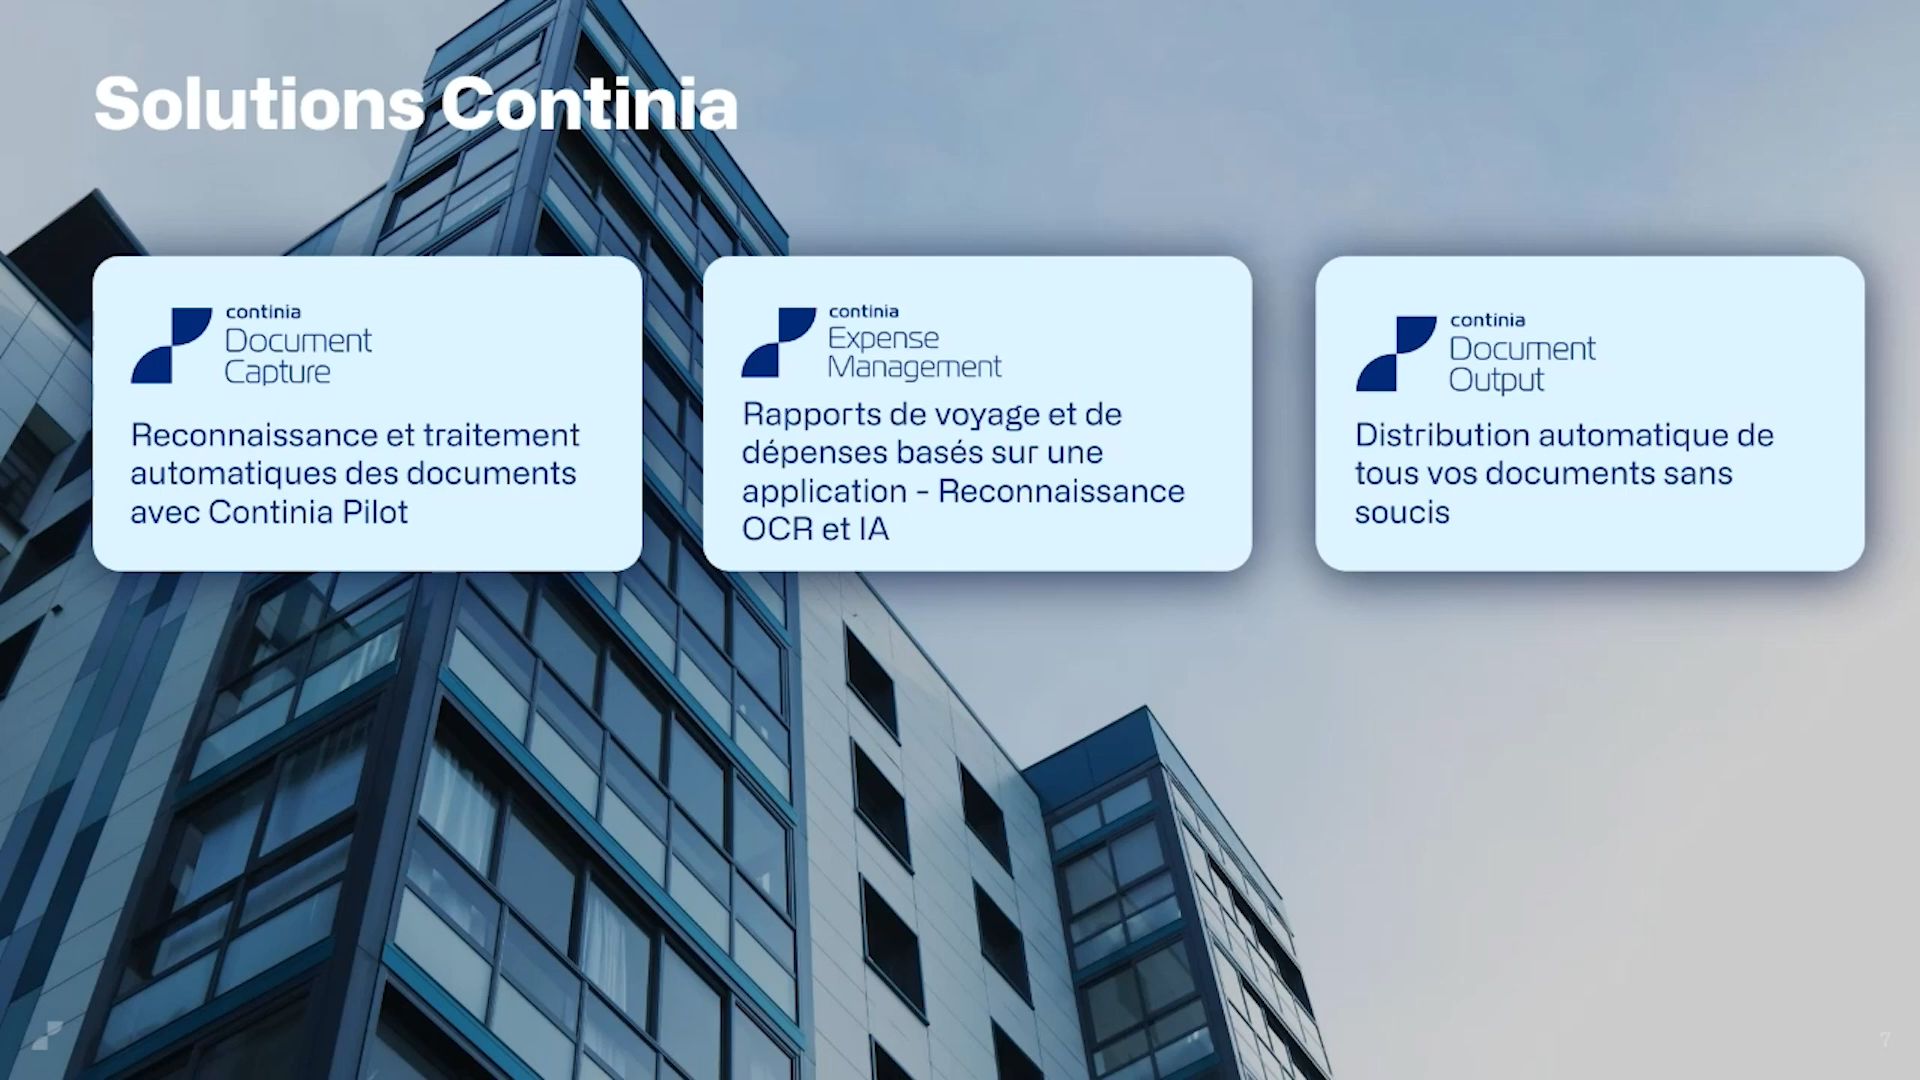 Solutions Continia
continia
Document
Capture
Reconnaissance et traitement
automatiques des documents
avec Continia Pilot
continia
Expense
Management
Rapports de voyage et de
dépenses basés sur une
application - Reconnaissance
OCR et IA
continia
Document
Output
Distribution automatique de
tous vos documents sans
soucis
7